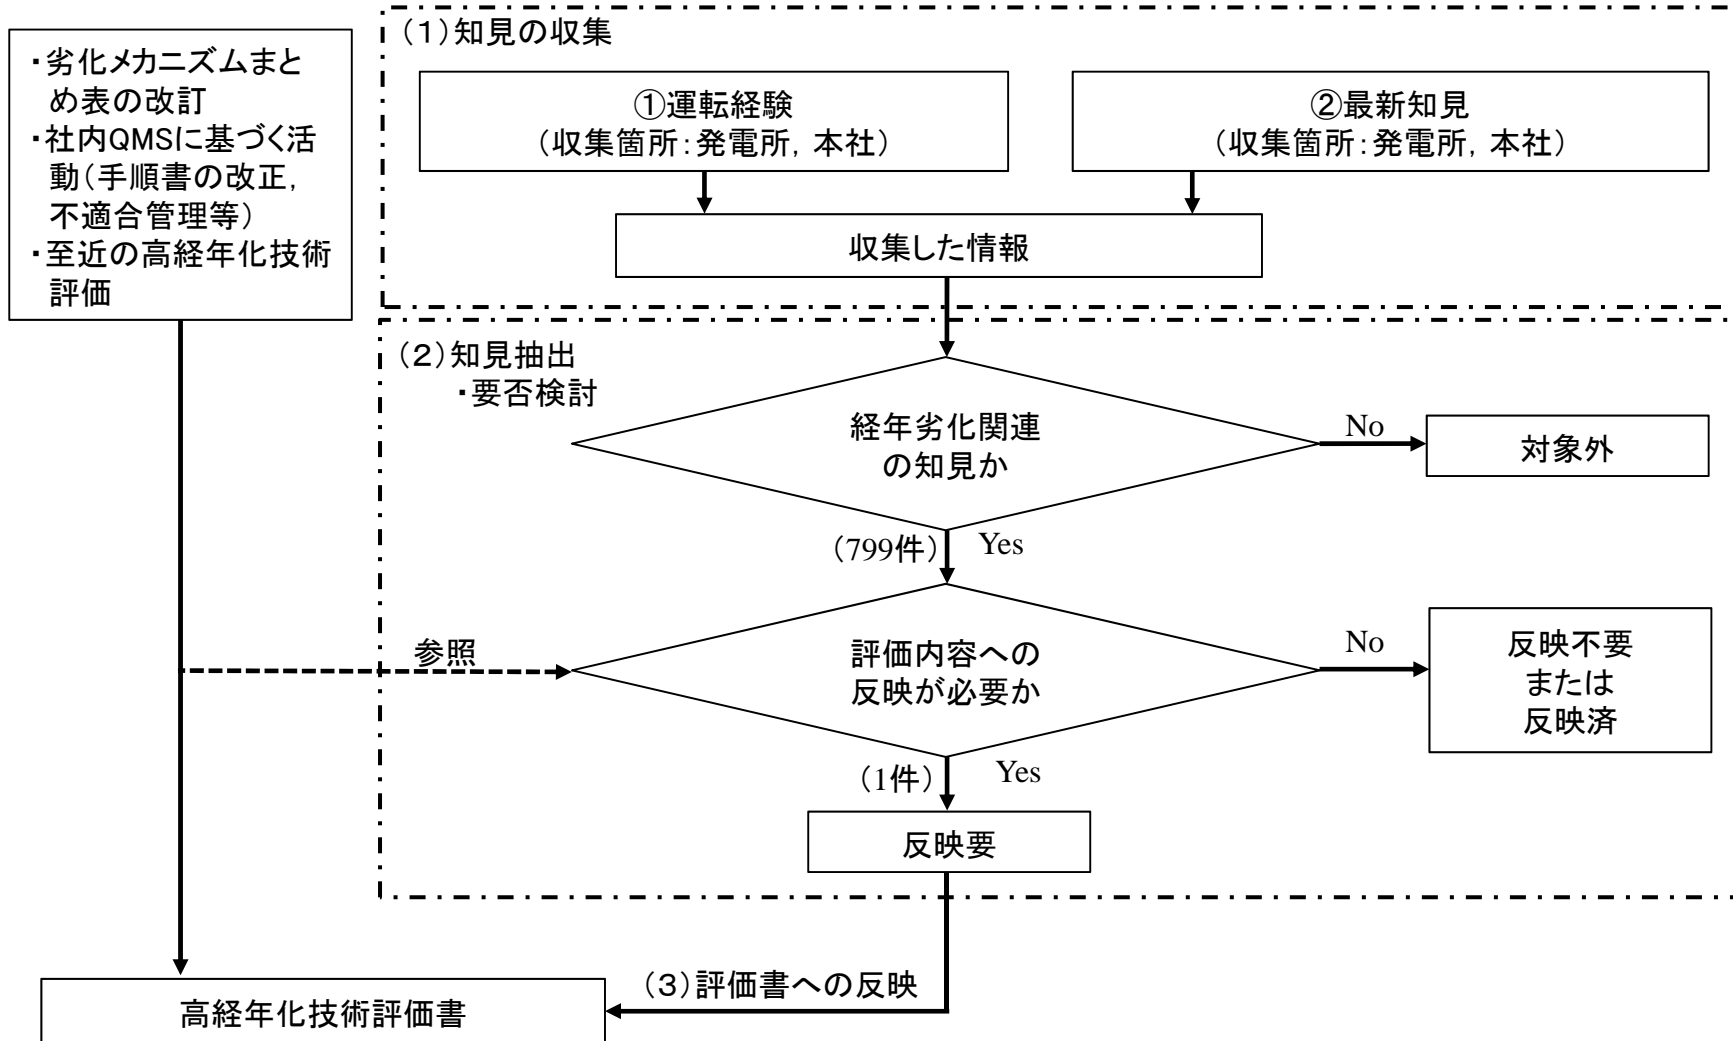 ・劣化メカニズムまと
め表の改訂
・社内QMSに基づく活
動（手順書の改正，
不適合管理等）
・至近の高経年化技術
評価
（１）知見の収集
①運転経験
（収集箇所：発電所，本社）
②最新知見
（収集箇所：発電所，本社）
収集した情報
（２）知見抽出
・要否検討
経年劣化関連
の知見か
No
対象外
（799件）
Yes
参照
評価内容への
反映が必要か
No
反映不要
または
反映済
（1件）
Yes
反映要
（３）評価書への反映
高経年化技術評価書